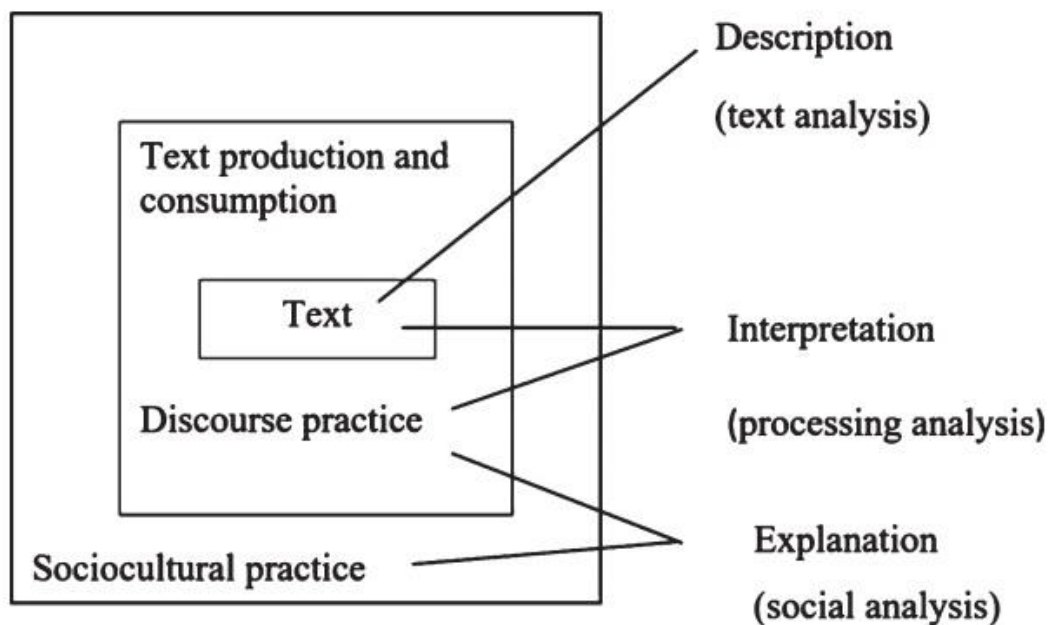 Description
(text analysis)
Text production and
consumption
Text
Interpretation
Discourse practice
(processing analysis)
Explanation
Sociocultural practice
(social analysis)